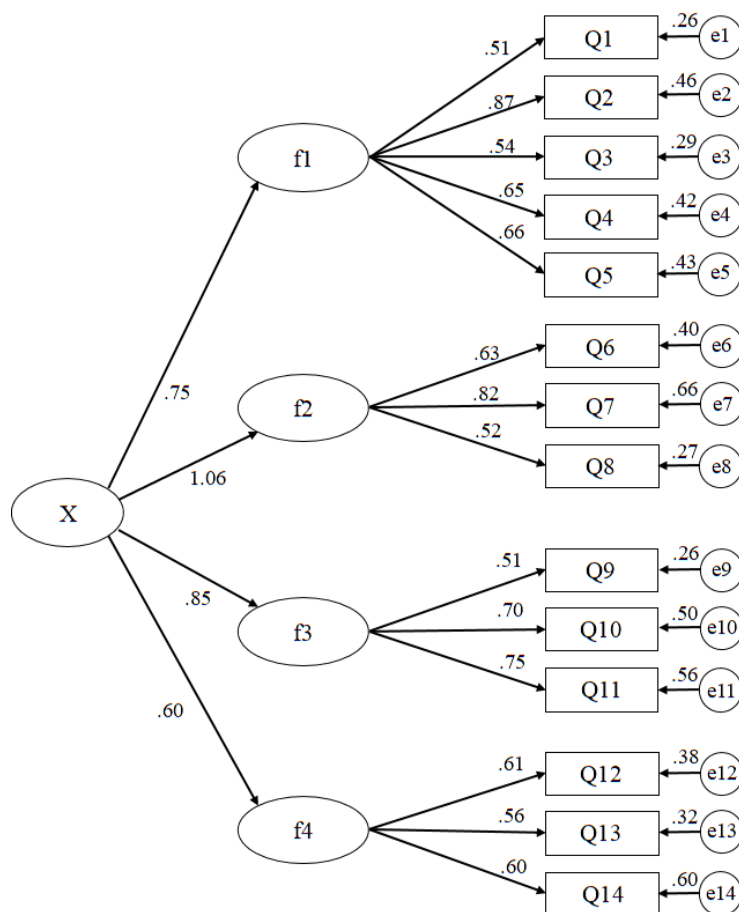 .51 Q1 .26 e1
.87 Q2 .46 e2
f1 .54 Q3 .29 e3
.65 Q4 .42 e4
.66 Q5 .43 e5
.75
.63 Q6 .40 e6
f2 .82 Q7 .66 e7
.52 Q8 .27 e8
1.06
X
.85
.51 Q9 .26 e9
f3 .70 Q10 .50 e10
.75 Q11 .56 e11
.60
.61 Q12 .38 e12
f4 .56 Q13 .32 e13
.60 Q14 .60 e14